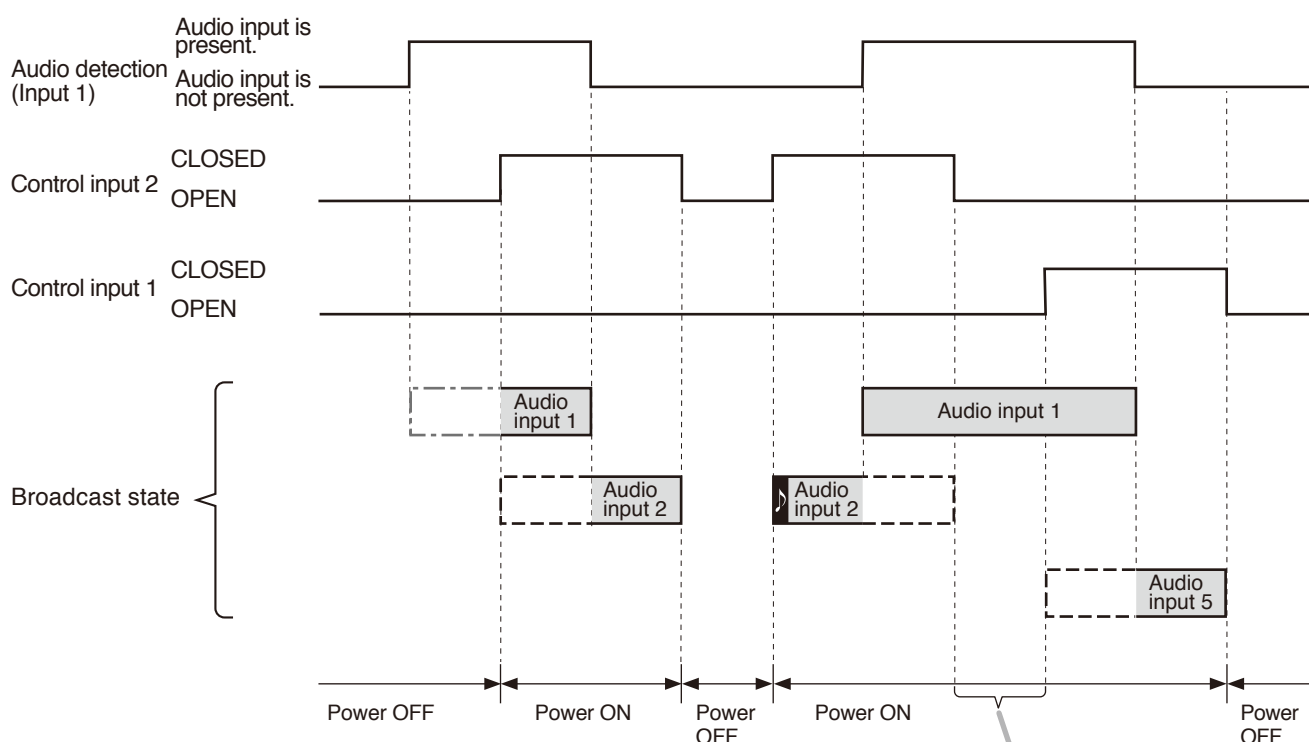 Audio input is
present.
Audio detection
(Input 1)
Audio input is
not present.
CLOSED
Control input 2
OPEN
CLOSED
Control input 1
OPEN
Audio
input 1
Audio input 1
Broadcast state
Audio
input 2
Audio
input 2
Audio
input 5
Power OFF
Power ON
Power
OFF
Power ON
Power
OFF